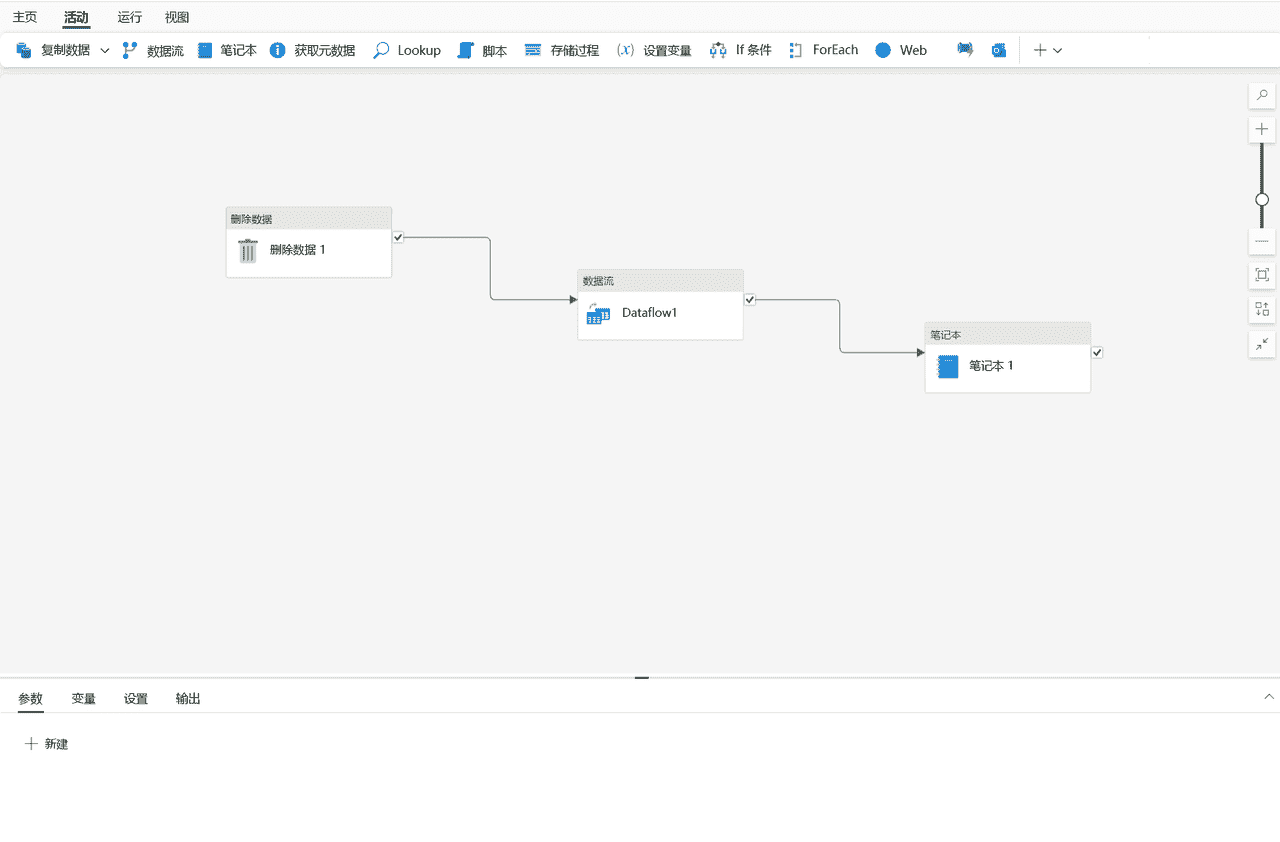 主页 活动 运行 视图
复制数据 数据流 笔记本 获取元数据 Lookup 脚本 存储过程 (x) 设置变量 If 条件 ForEach Web
删除数据
删除数据 1
数据流
Dataflow1
笔记本
笔记本 1
参数 变量 设置 输出
新建